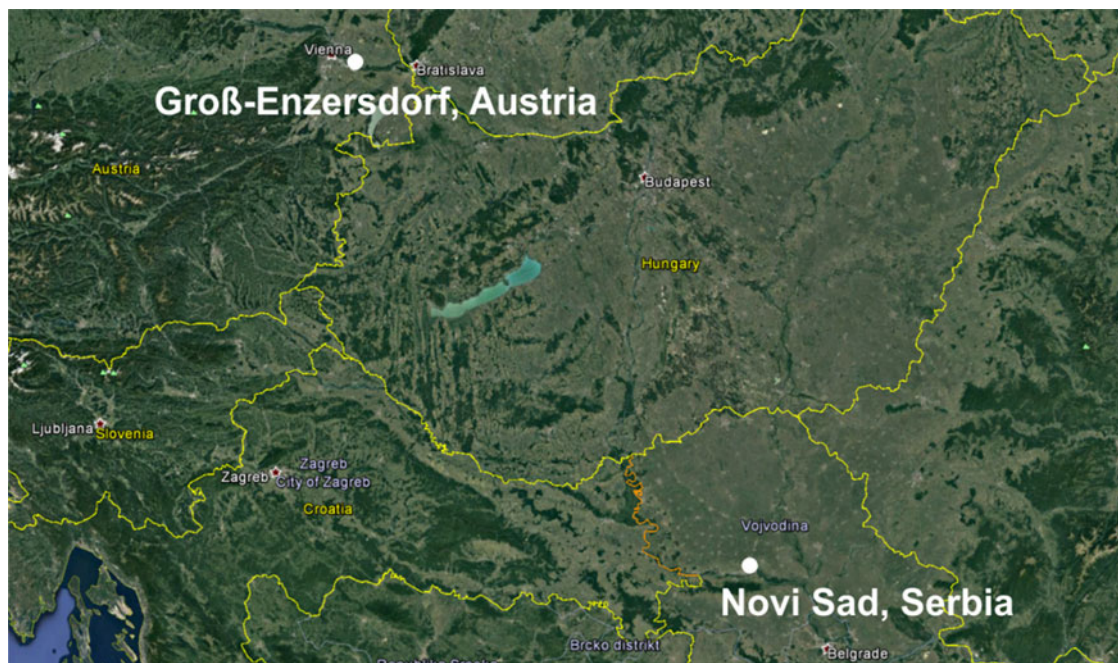 Vienna
Bratislava
Groß-Enzersdorf, Austria
Austria
Budapest
Hungary
Ljubljana
Slovenia
Zagreb
Zagreb
City of Zagreb
Croatia
Vojvodina
Novi Sad, Serbia
Brcko distrikt
Belgrade